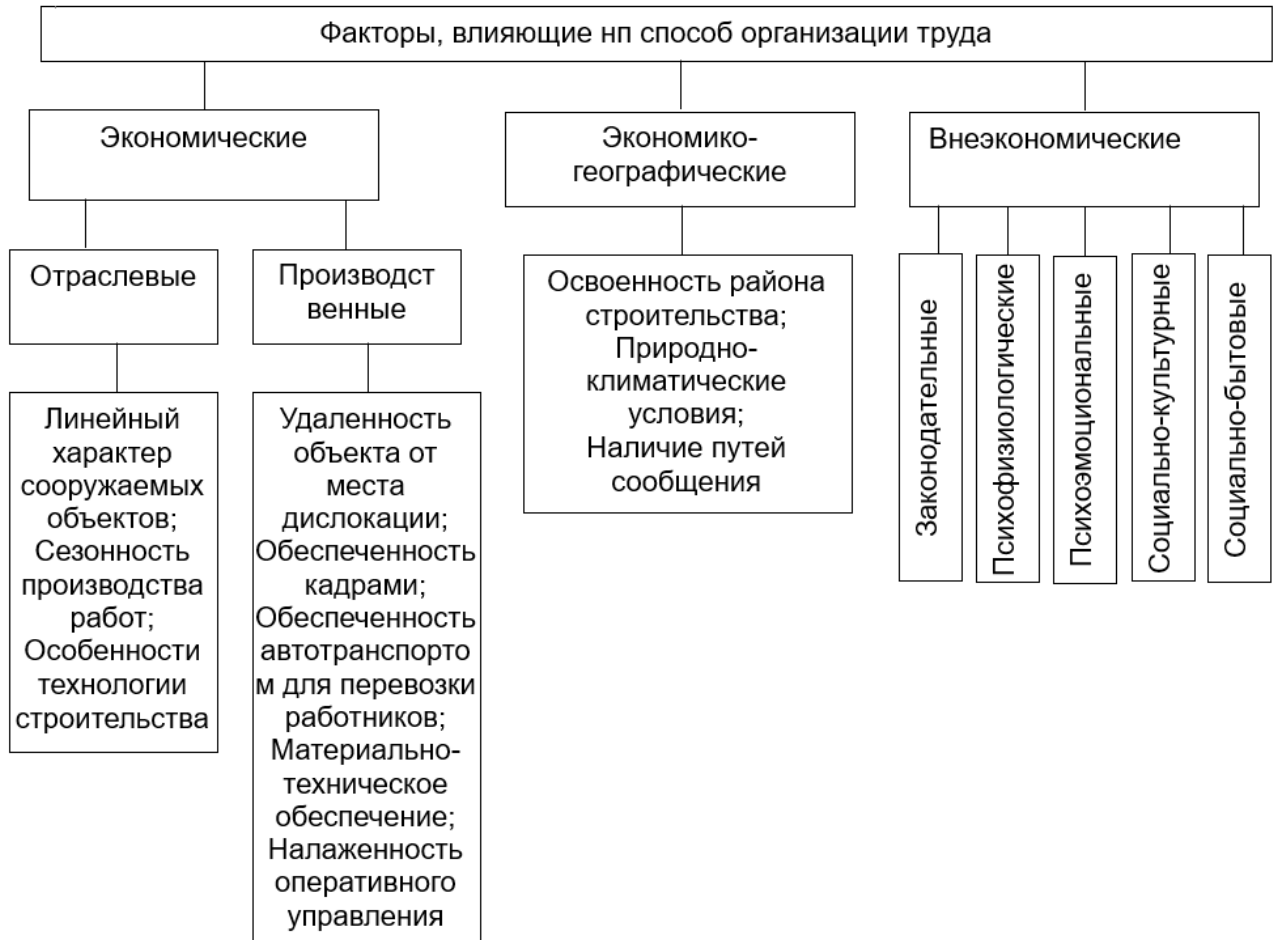 Факторы, влияющие нп способ организации труда
Экономические
Экономико-
географические
Внеэкономические
Отраслевые
Производст
венные
Линейный
характер
сооружаемых
объектов;
Сезонность
производства
работ;
Особенности
технологии
строительства
Удаленность
объекта от
места
дислокации;
Обеспеченность
кадрами;
Обеспеченность
автотранспорто
м для перевозки
работников;
Материально-
техническое
обеспечение;
Налаженность
оперативного
управления
Освоенность района
строительства;
Природно-
климатические
условия;
Наличие путей
сообщения
Законодательные
Психофизиологические
Психоэмоциональные
Социально-культурные
Социально-бытовые